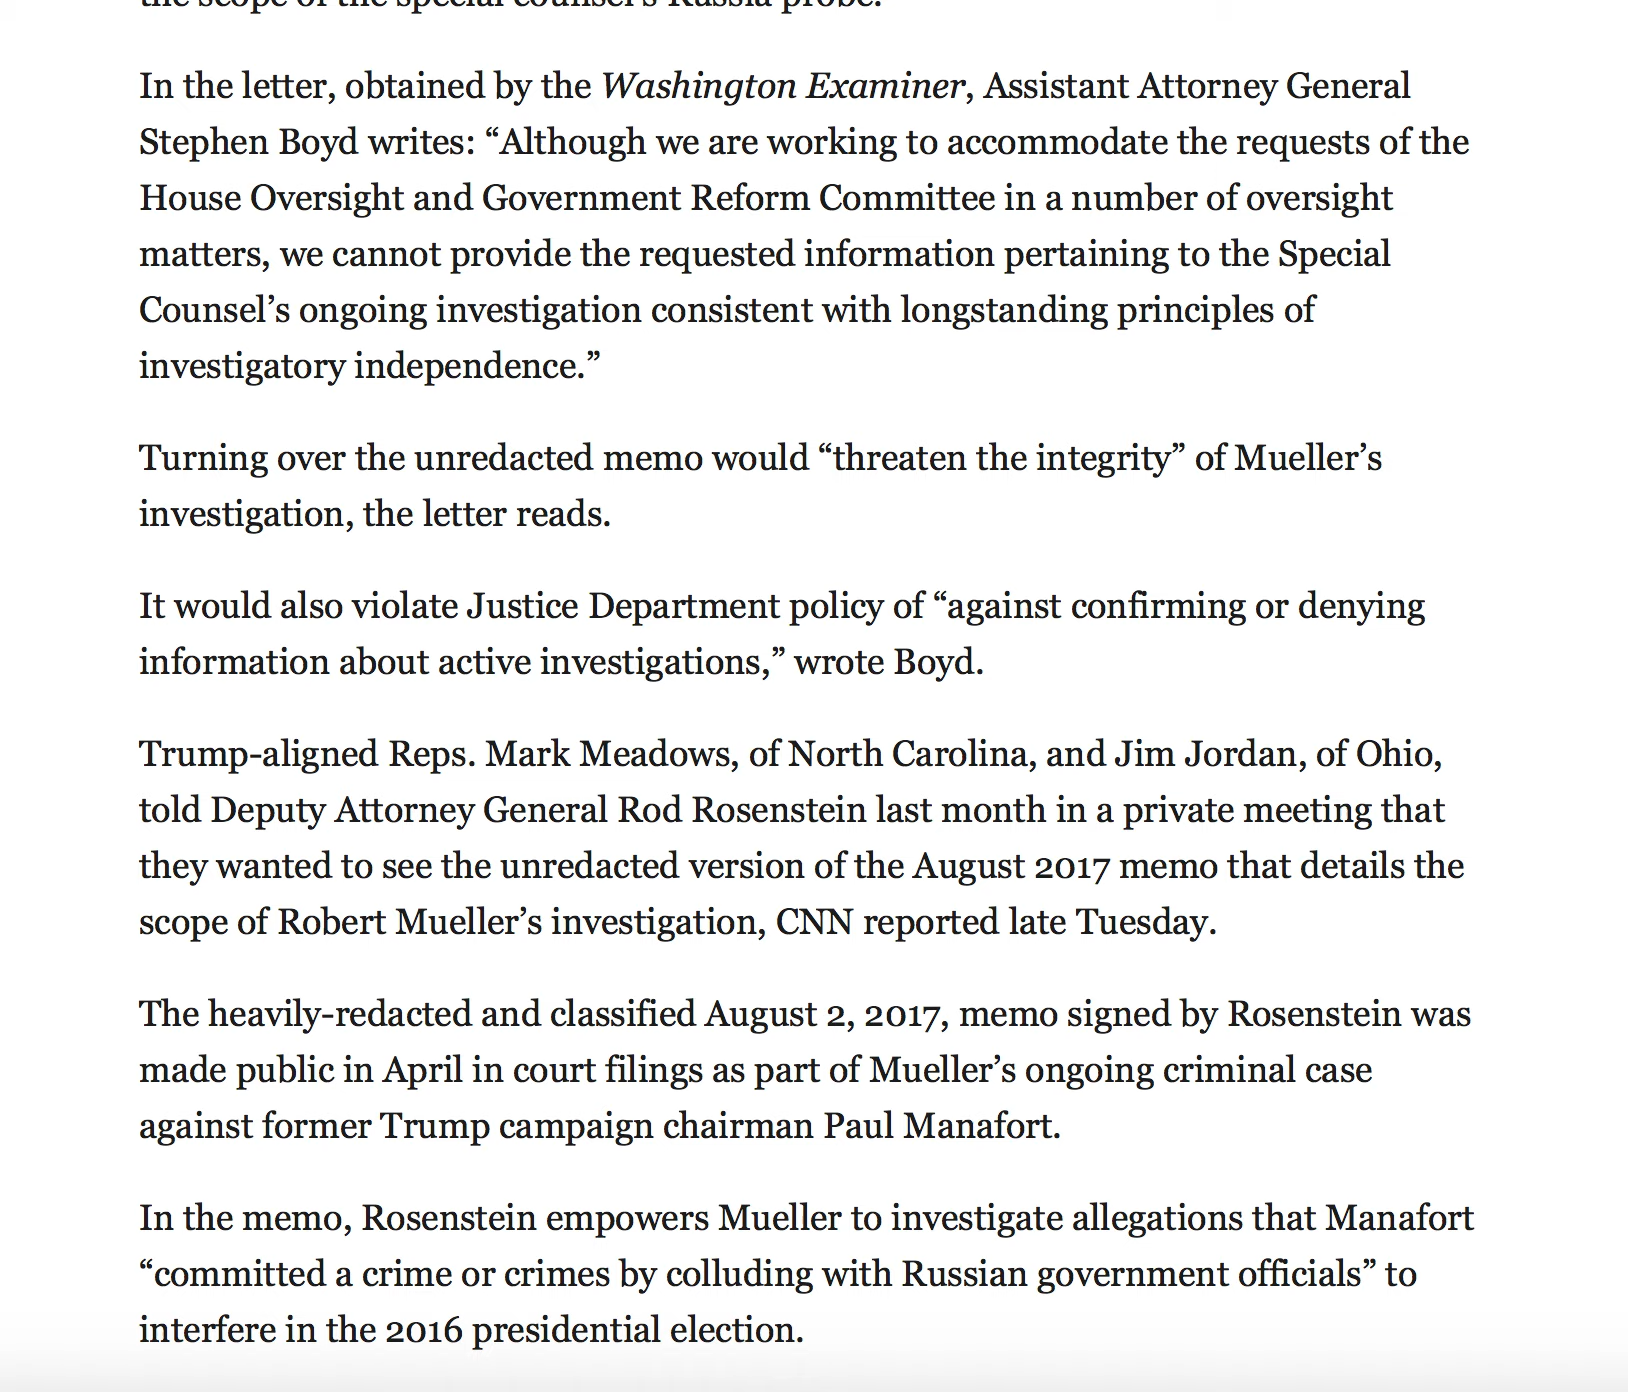 the scope of the special counsel's Russia probe.
In the letter, obtained by the Washington Examiner, Assistant Attorney General
Stephen Boyd writes: “Although we are working to accommodate the requests of the
House Oversight and Government Reform Committee in a number of oversight
matters, we cannot provide the requested information pertaining to the Special
Counsel’s ongoing investigation consistent with longstanding principles of
investigatory independence.”
Turning over the unredacted memo would “threaten the integrity” of Mueller’s
investigation, the letter reads.
It would also violate Justice Department policy of “against confirming or denying
information about active investigations,” wrote Boyd.
Trump-aligned Reps. Mark Meadows, of North Carolina, and Jim Jordan, of Ohio,
told Deputy Attorney General Rod Rosenstein last month in a private meeting that
they wanted to see the unredacted version of the August 2017 memo that details the
scope of Robert Mueller’s investigation, CNN reported late Tuesday.
The heavily-redacted and classified August 2, 2017, memo signed by Rosenstein was
made public in April in court filings as part of Mueller’s ongoing criminal case
against former Trump campaign chairman Paul Manafort.
In the memo, Rosenstein empowers Mueller to investigate allegations that Manafort
“committed a crime or crimes by colluding with Russian government officials” to
interfere in the 2016 presidential election.